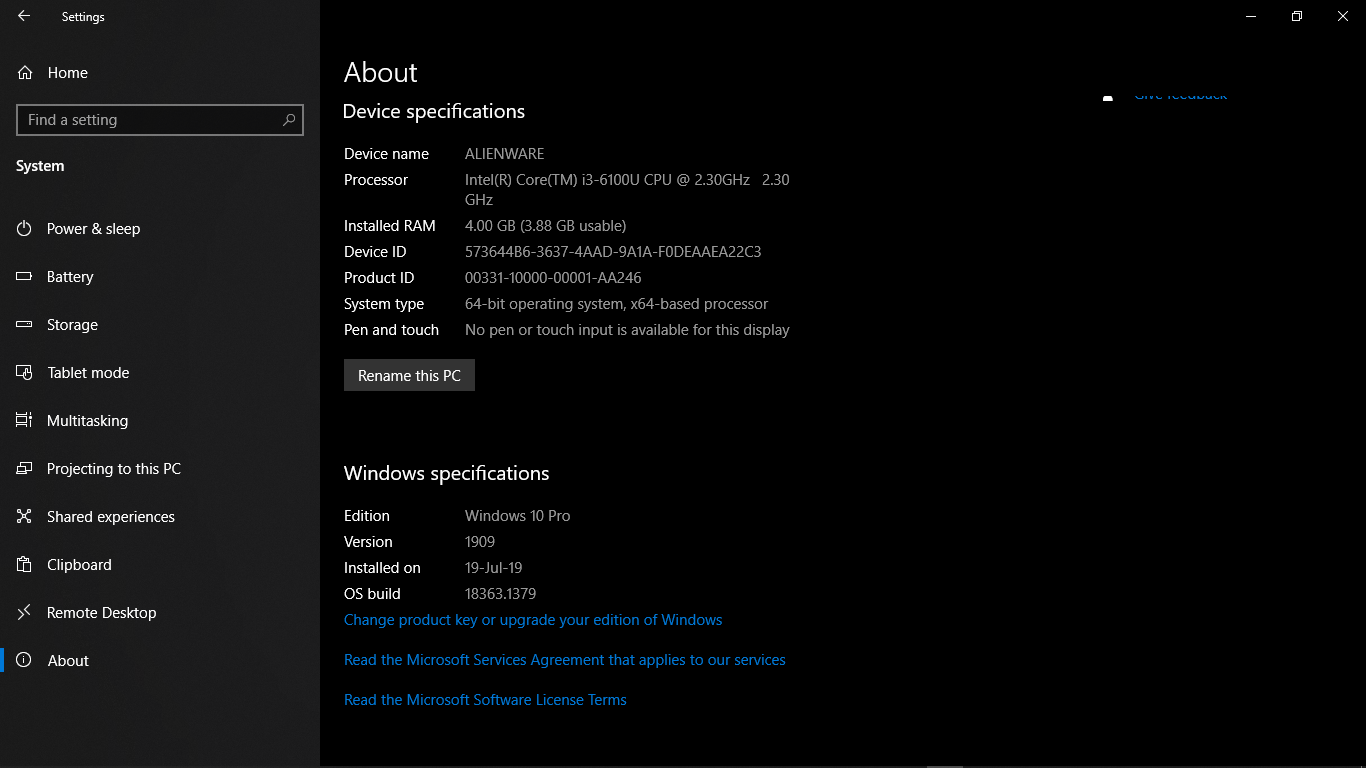 Settings
Home
Find a setting
System
Power & sleep
Battery
Storage
Tablet mode
Multitasking
Projecting to this PC
Shared experiences
Clipboard
Remote Desktop
About
About
Give feedback
Device specifications
Device name ALIENWARE
Processor Intel(R) Core(TM) i3-6100U CPU @ 2.30GHz 2.30
GHz
Installed RAM 4.00 GB (3.88 GB usable)
Device ID 573644B6-3637-4AAD-9A1A-F0DEAAEA22C3
Product ID 00331-10000-00001-AA246
System type 64-bit operating system, x64-based processor
Pen and touch No pen or touch input is available for this display
Rename this PC
Windows specifications
Edition Windows 10 Pro
Version 1909
Installed on 19-Jul-19
OS build 18363.1379
Change product key or upgrade your edition of Windows
Read the Microsoft Services Agreement that applies to our services
Read the Microsoft Software License Terms